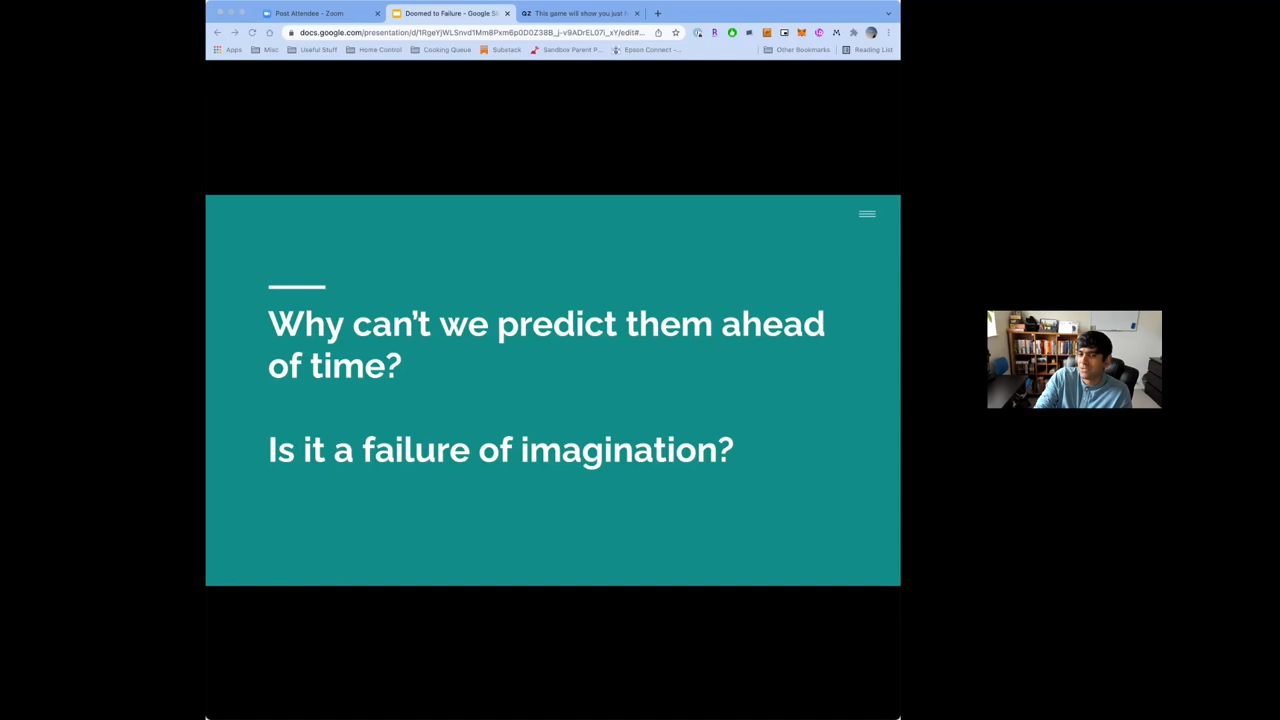 Post Attendee - Zoom
Doomed to Failure - Google Sli
QZ This game will show you just h
docs.google.com/presentation/d/1RgeYjWLSnvd1Mm8Pxm6p0D0Z38B_j-v9ADrEL07i_xY/edit#...
Apps Misc Useful Stuff Home Control Cooking Queue Substack Sandbox Parent P... Epson Connect -... Other Bookmarks Reading List
Why can’t we predict them ahead
of time?
Is it a failure of imagination?